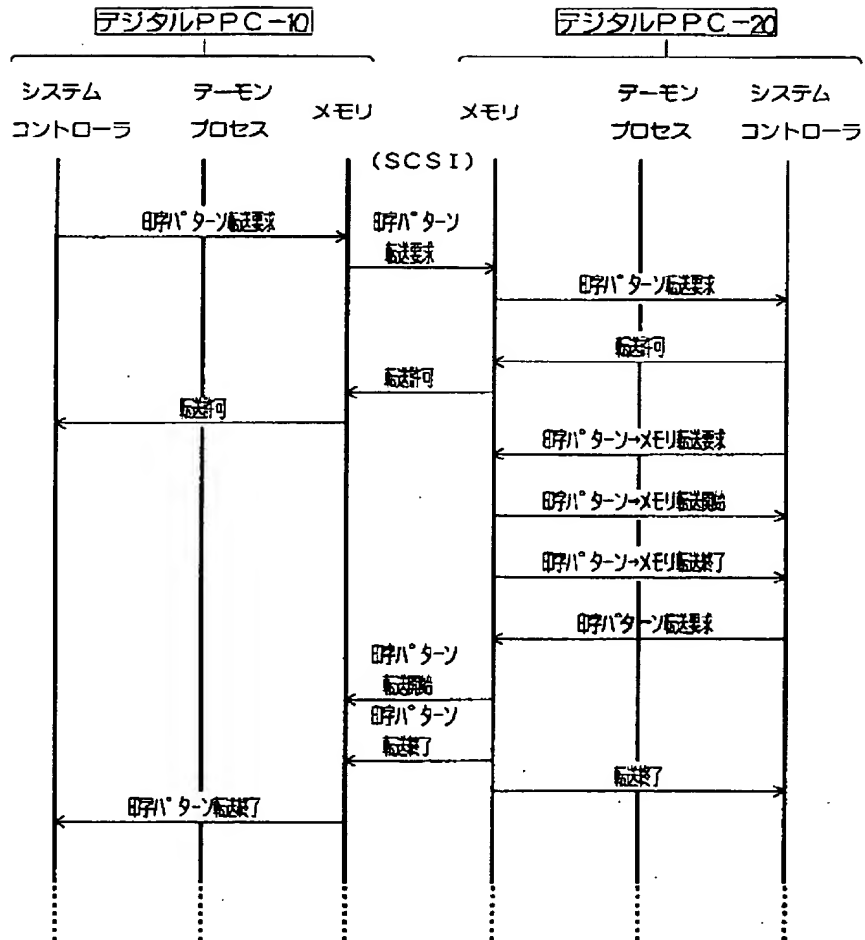 デジタルPPC-10
デジタルPPC-20
システム
コントローラ
デーモン
プロセス
メモリ
メモリ
デーモン
プロセス
システム
コントローラ
(SCSI)
印字パターン転送要求
印字パターン
転送要求
印字パターン転送要求
転送許可
転送許可
転送許可
印字パターン→メモリ転送要求
印字パターン→メモリ転送開始
印字パターン→メモリ転送終了
印字パターン転送要求
印字パターン
転送開始
印字パターン
転送終了
転送終了
印字パターン転送終了